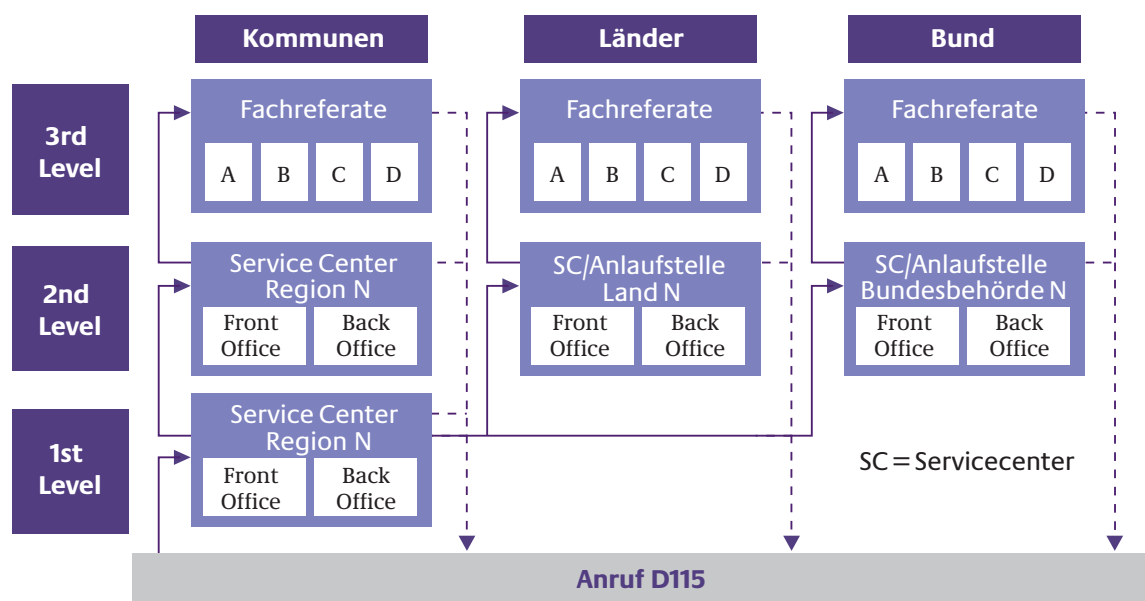 Kommunen
Länder
Bund
3rd
Level
Fachreferate
A B C D
Fachreferate
A B C D
Fachreferate
A B C D
2nd
Level
Service Center
Region N
Front
Office
Back
Office
SC/Anlaufstelle
Land N
Front
Office
Back
Office
SC/Anlaufstelle
Bundesbehörde N
Front
Office
Back
Office
1st
Level
Service Center
Region N
Front
Office
Back
Office
SC = Servicecenter
Anruf D115